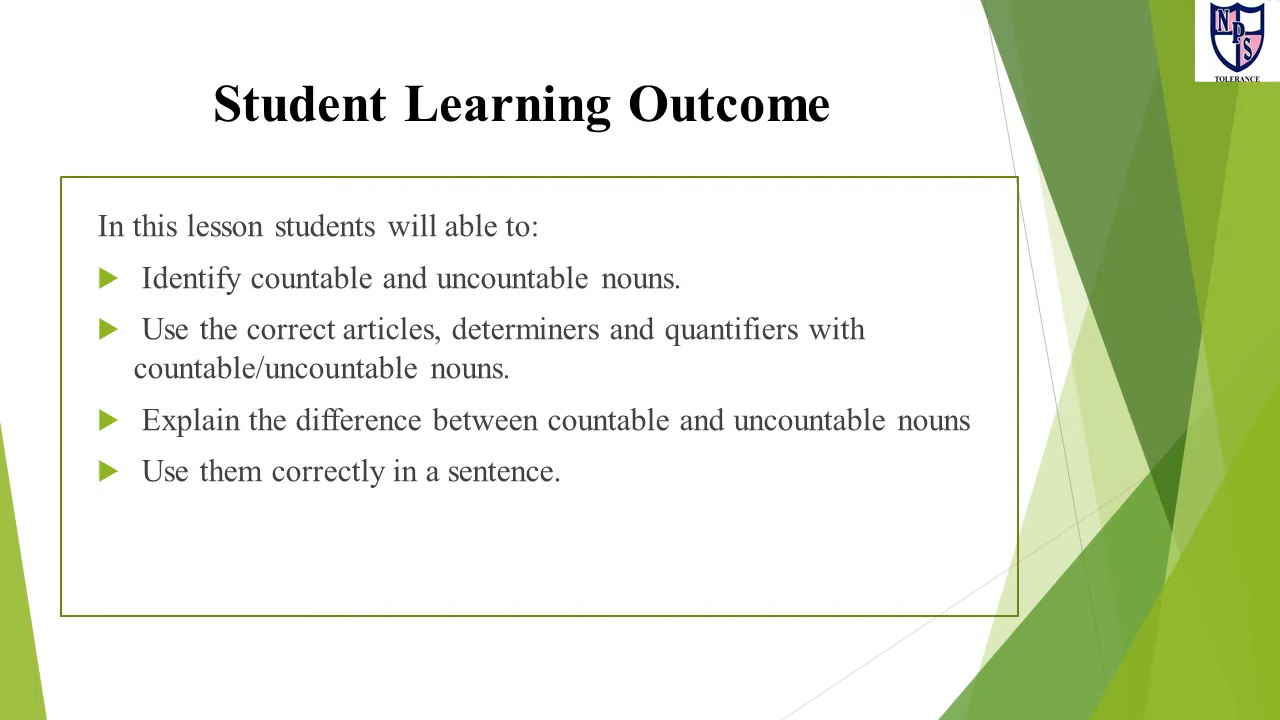 N
P
S
TOLERANCE
Student Learning Outcome
In this lesson students will able to:
Identify countable and uncountable nouns.
Use the correct articles, determiners and quantifiers with
countable/uncountable nouns.
Explain the difference between countable and uncountable nouns
Use them correctly in a sentence.